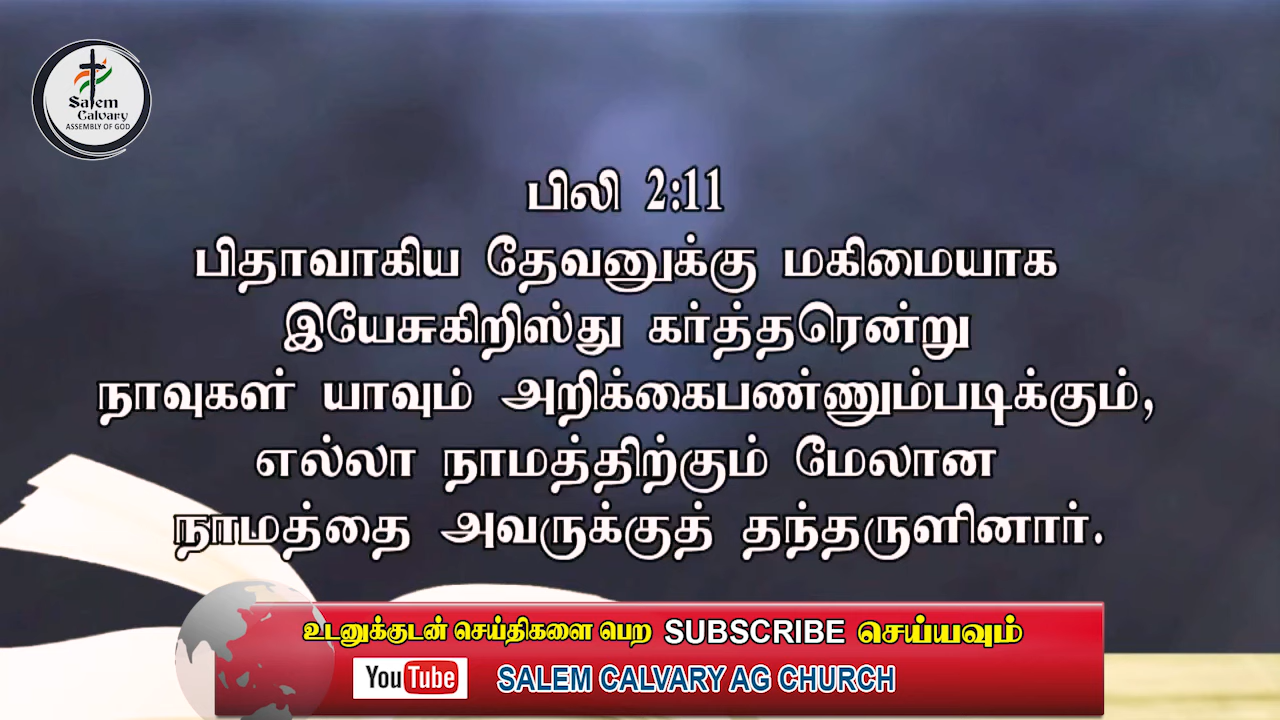 Salem
Calvary
ASSEMBLY OF GOD
பிலி 2:11
பிதாவாகிய தேவனுக்கு மகிமையாக
இயேசுகிறிஸ்து கர்த்தரென்று
நாவுகள் யாவும் அறிக்கைபண்ணும்படிக்கும்,
எல்லா நாமத்திற்கும் மேலான
நாமத்தை அவருக்குத் தந்தருளினார்.
உடனுக்குடன் செய்திகளை பெற SUBSCRIBE செய்யவும்
YouTube SALEM CALVARY AG CHURCH